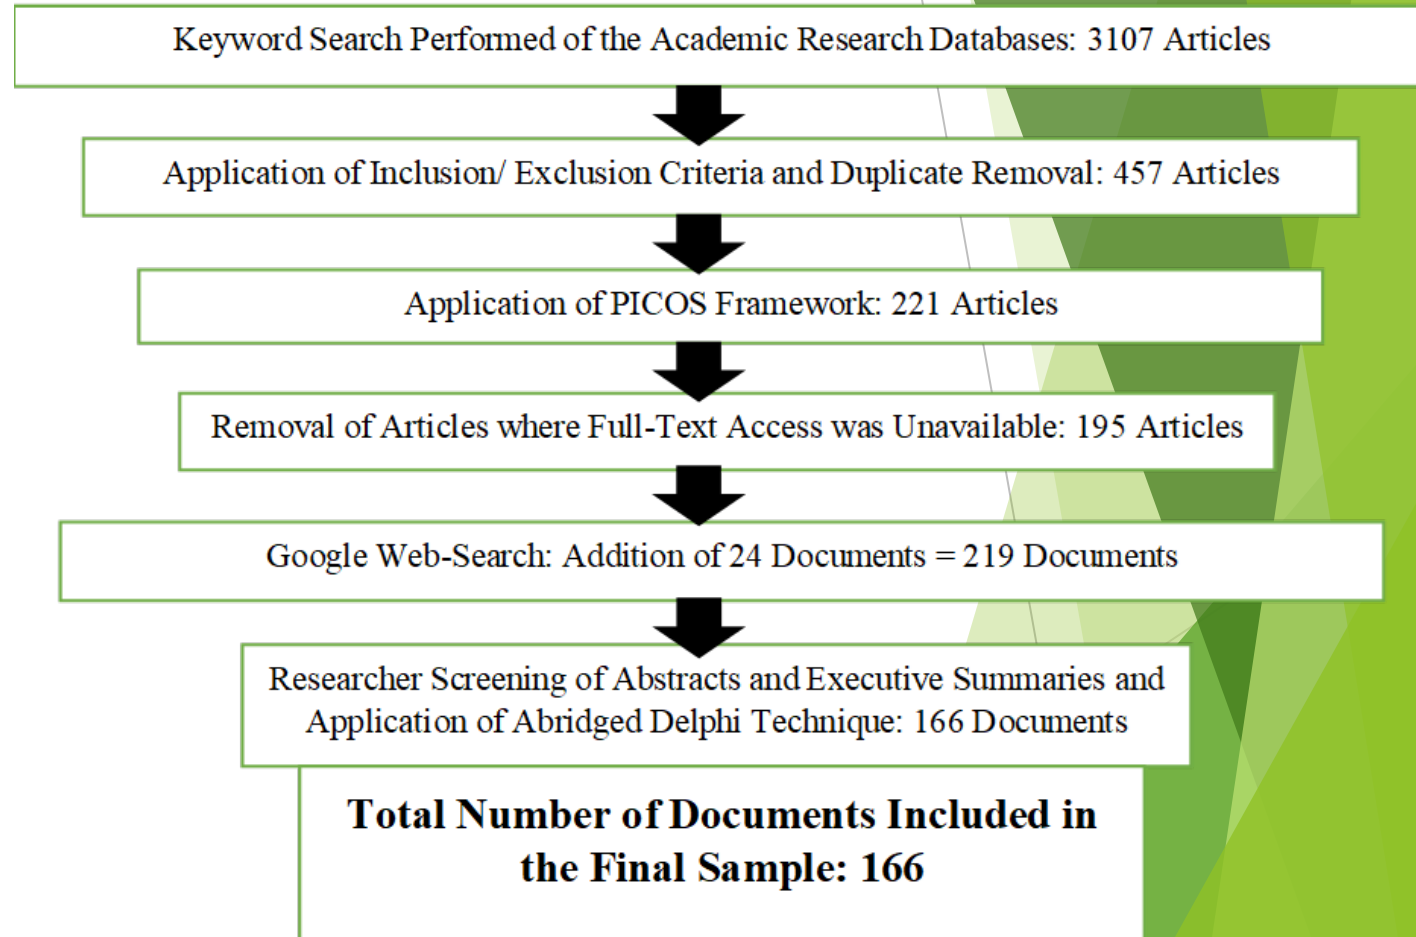 Keyword Search Performed of the Academic Research Databases: 3107 Articles
Application of Inclusion/ Exclusion Criteria and Duplicate Removal: 457 Articles
Application of PICOS Framework: 221 Articles
Removal of Articles where Full-Text Access was Unavailable: 195 Articles
Google Web-Search: Addition of 24 Documents = 219 Documents
Researcher Screening of Abstracts and Executive Summaries and
Application of Abridged Delphi Technique: 166 Documents
Total Number of Documents Included in
the Final Sample: 166